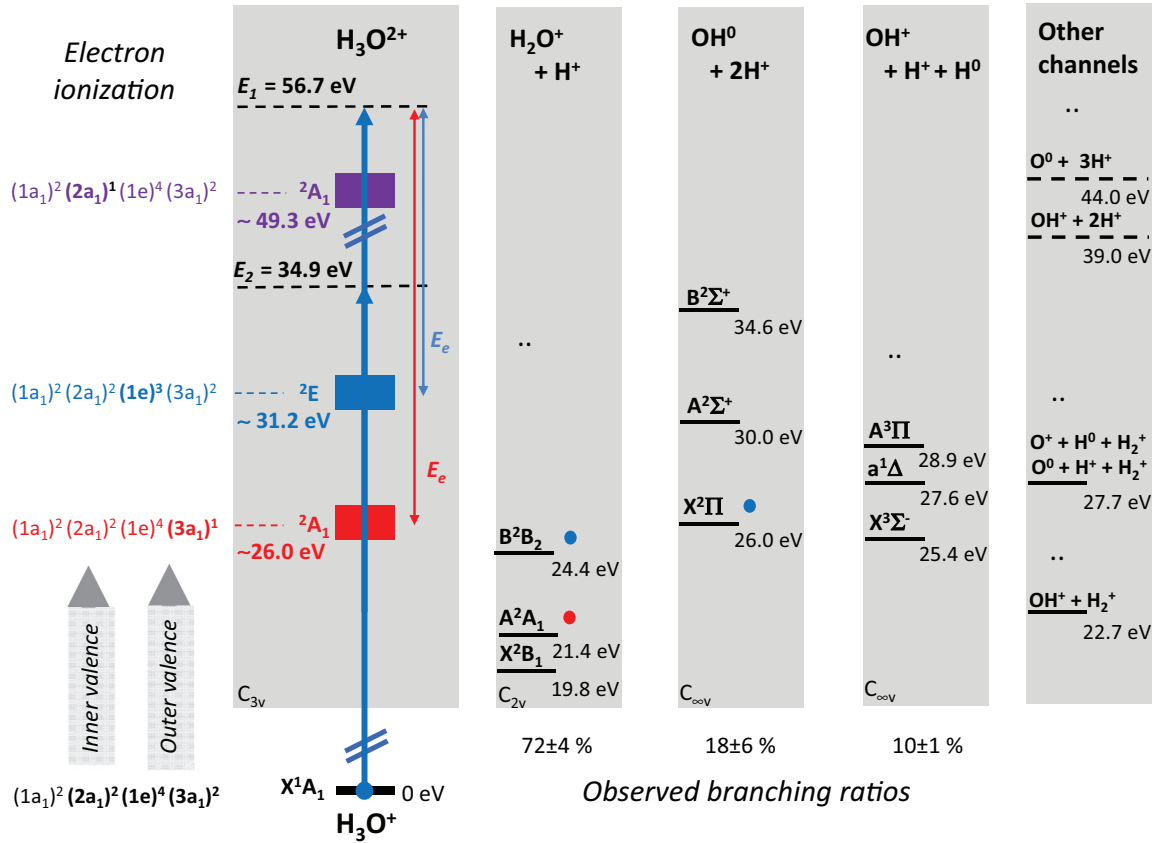 Electron
ionization
H₃O²⁺
E₁ = 56.7 eV
(1a₁)² (2a₁)¹ (1e)⁴ (3a₁)²
²A₁
~ 49.3 eV
E₂ = 34.9 eV
Eₑ
(1a₁)² (2a₁)² (1e)³ (3a₁)²
²E
~ 31.2 eV
Eₑ
(1a₁)² (2a₁)² (1e)⁴ (3a₁)¹
²A₁
~26.0 eV
Inner valence
Outer valence
C₃ᵥ
(1a₁)² (2a₁)² (1e)⁴ (3a₁)²
X¹A₁
0 eV
H₃O⁺
H₂O⁺
+ H⁺
..
B²B₂
24.4 eV
A²A₁
21.4 eV
X²B₁
19.8 eV
C₂ᵥ
72±4 %
OH⁰
+ 2H⁺
B²Σ⁺
34.6 eV
A²Σ⁺
30.0 eV
X²Π
26.0 eV
C∞ᵥ
18±6 %
OH⁺
+ H⁺ + H⁰
..
A³Π
28.9 eV
a¹Δ
27.6 eV
X³Σ⁻
25.4 eV
C∞ᵥ
10±1 %
Other
channels
..
O⁰ + 3H⁺
44.0 eV
OH⁺ + 2H⁺
39.0 eV
..
O⁺ + H⁰ + H₂⁺
O⁰ + H⁺ + H₂⁺
27.7 eV
..
OH⁺ + H₂⁺
22.7 eV
Observed branching ratios